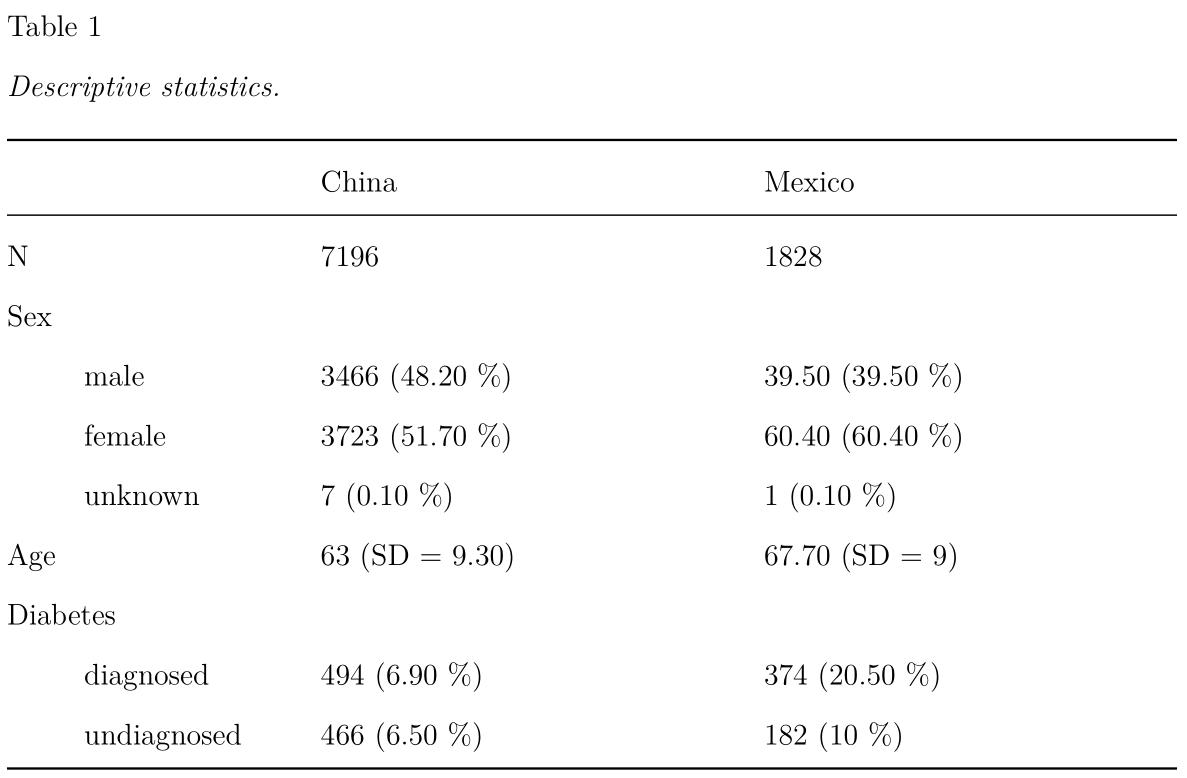 Table 1
Descriptive statistics.
China Mexico
N 7196 1828
Sex
male 3466 (48.20 %) 39.50 (39.50 %)
female 3723 (51.70 %) 60.40 (60.40 %)
unknown 7 (0.10 %) 1 (0.10 %)
Age 63 (SD = 9.30) 67.70 (SD = 9)
Diabetes
diagnosed 494 (6.90 %) 374 (20.50 %)
undiagnosed 466 (6.50 %) 182 (10 %)